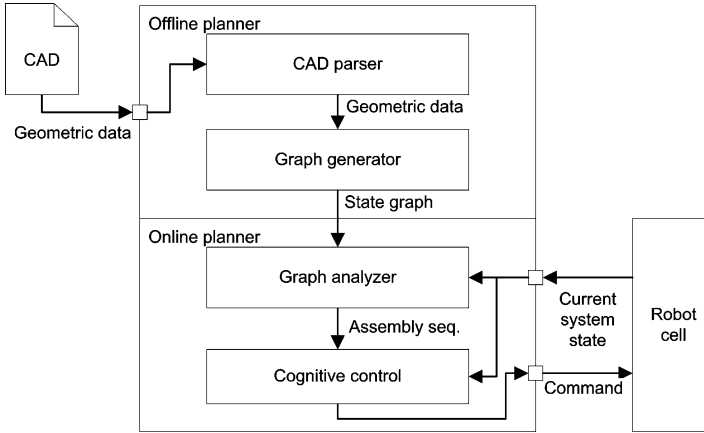 Offline planner
CAD
CAD parser
Geometric data
Geometric data
Graph generator
State graph
Online planner
Graph analyzer
Current
system
state
Robot
cell
Assembly seq.
Cognitive control
Command